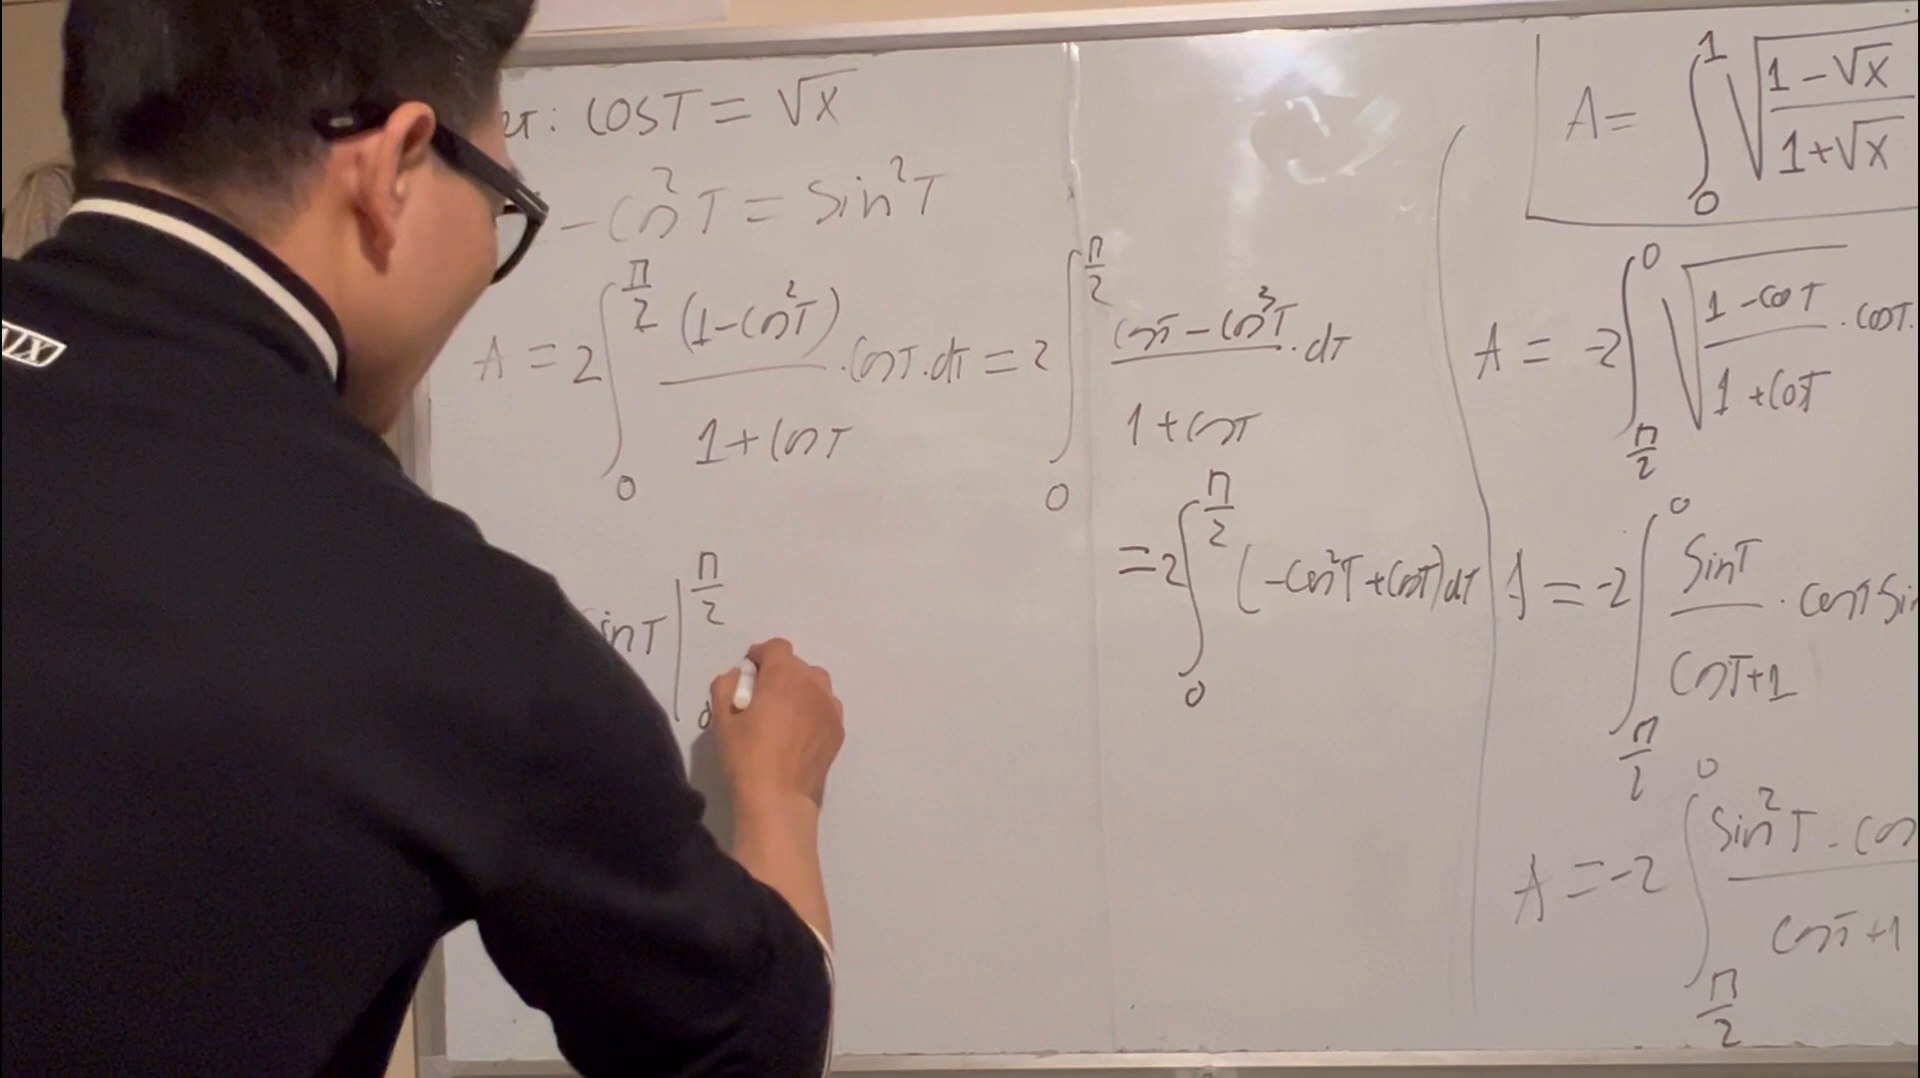 : COST = √x
- Cos²T = Sin²T
A = 2∫₀^(π/2) (1-Cos²T)/(1+CosT) . CosT. dT = 2∫₀^(π/2) (CosT - Cos³T)/(1+CosT) . dT
= 2∫₀^(π/2) (-Cos²T + CosT)dT
inT |^(π/2)
A = ∫₀¹ √((1-√x)/(1+√x))
A = -2∫_(π/2)^0 √((1-CosT)/(1+CosT)) . COST.
A = -2∫_(π/2)^0 SinT/(CosT+1) . CosT Sin
A = -2∫_(π/2)^0 (Sin²T . Cos)/(CosT+1)